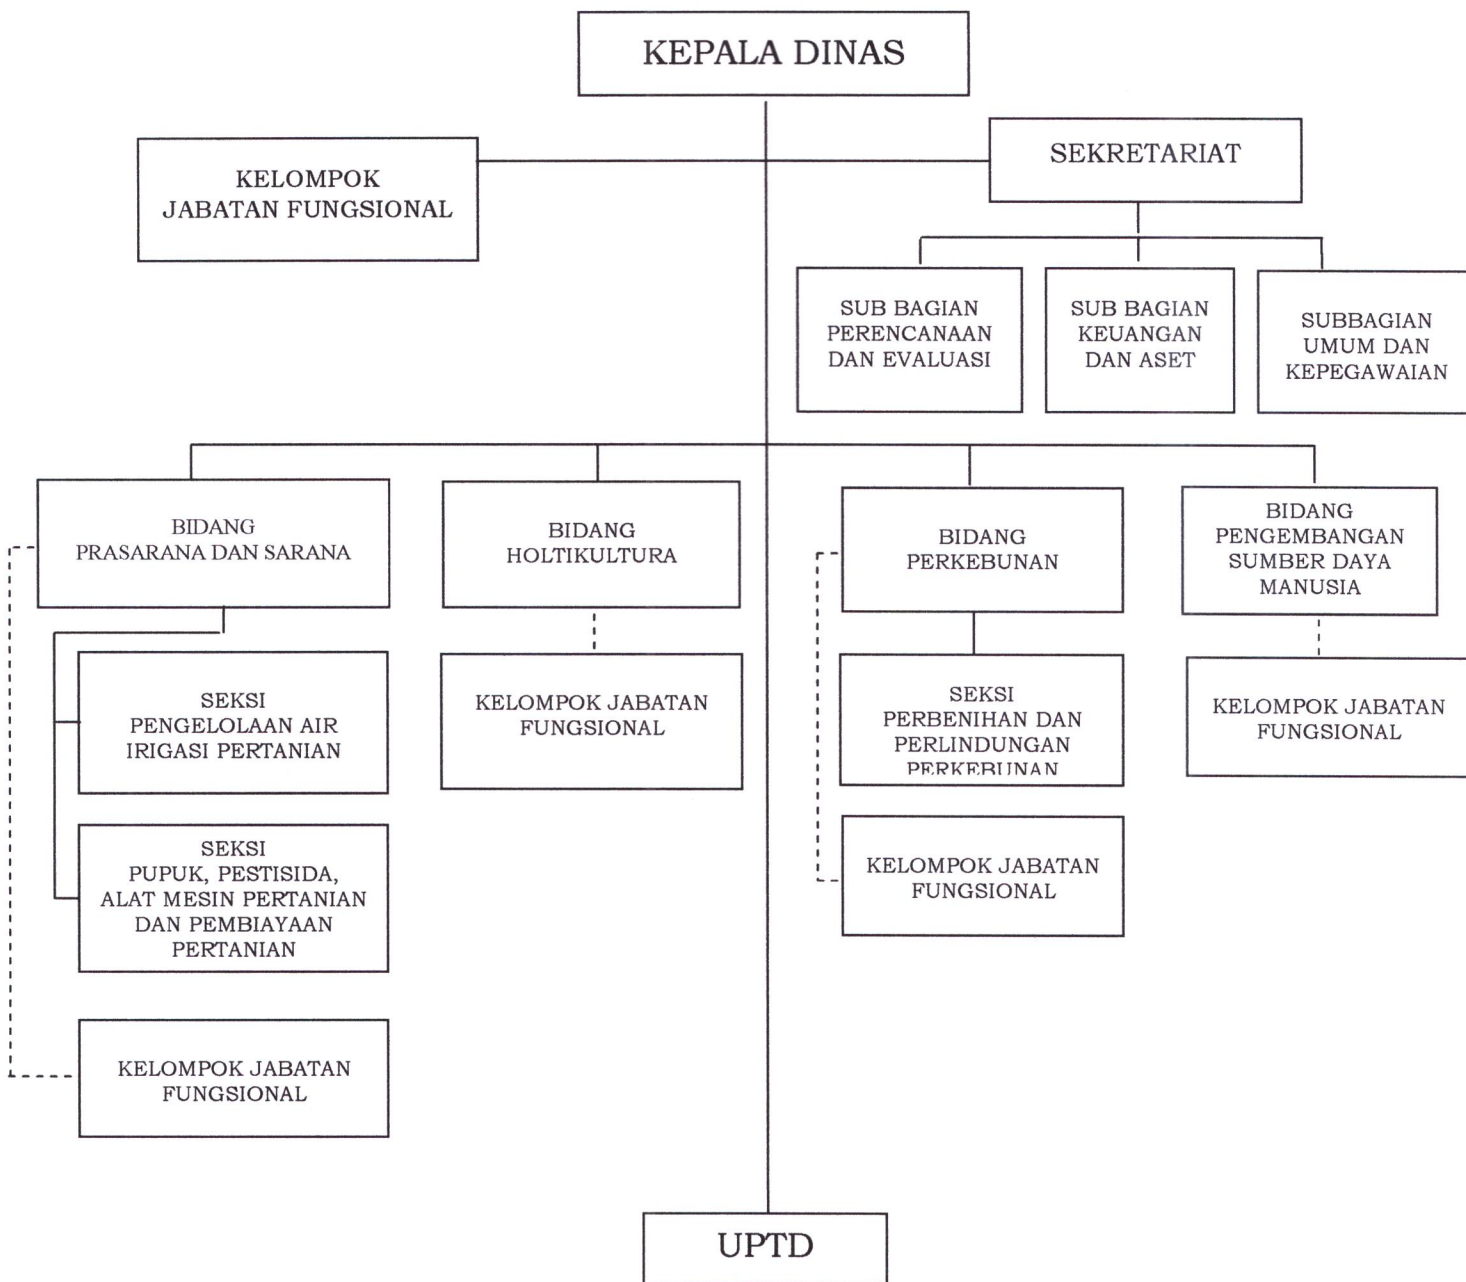 KEPALA DINAS
KELOMPOK
JABATAN FUNGSIONAL
SEKRETARIAT
SUB BAGIAN
PERENCANAAN
DAN EVALUASI
SUB BAGIAN
KEUANGAN
DAN ASET
SUBBAGIAN
UMUM DAN
KEPEGAWAIAN
BIDANG
PRASARANA DAN SARANA
BIDANG
HOLTIKULTURA
BIDANG
PERKEBUNAN
BIDANG
PENGEMBANGAN
SUMBER DAYA
MANUSIA
SEKSI
PENGELOLAAN AIR
IRIGASI PERTANIAN
KELOMPOK JABATAN
FUNGSIONAL
SEKSI
PERBENIHAN DAN
PERLINDUNGAN
PERKEBUNAN
KELOMPOK JABATAN
FUNGSIONAL
SEKSI
PUPUK, PESTISIDA,
ALAT MESIN PERTANIAN
DAN PEMBIAYAAN
PERTANIAN
KELOMPOK JABATAN
FUNGSIONAL
KELOMPOK JABATAN
FUNGSIONAL
UPTD